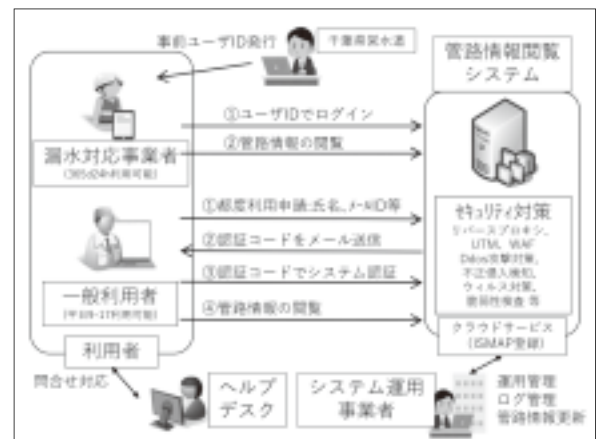 事前ユーザID発行
千葉県営水道
管路情報閲覧
システム
①ユーザIDでログイン
②管路情報の閲覧
漏水対応事業者
(365d24h利用可能)
①都度利用申請:氏名、メールID等
②認証コードをメール送信
③認証コードでシステム認証
④管路情報の閲覧
一般利用者
(平日9-17利用可能)
セキュリティ対策
リバースプロキシ、
UTM、WAF
Ddos攻撃対策、
不正侵入検知、
ウィルス対策、
脆弱性検査 等
クラウドサービス
(ISMAP登録)
利用者
問合せ対応
ヘルプ
デスク
システム運用
事業者
運用管理
ログ管理
管路情報更新